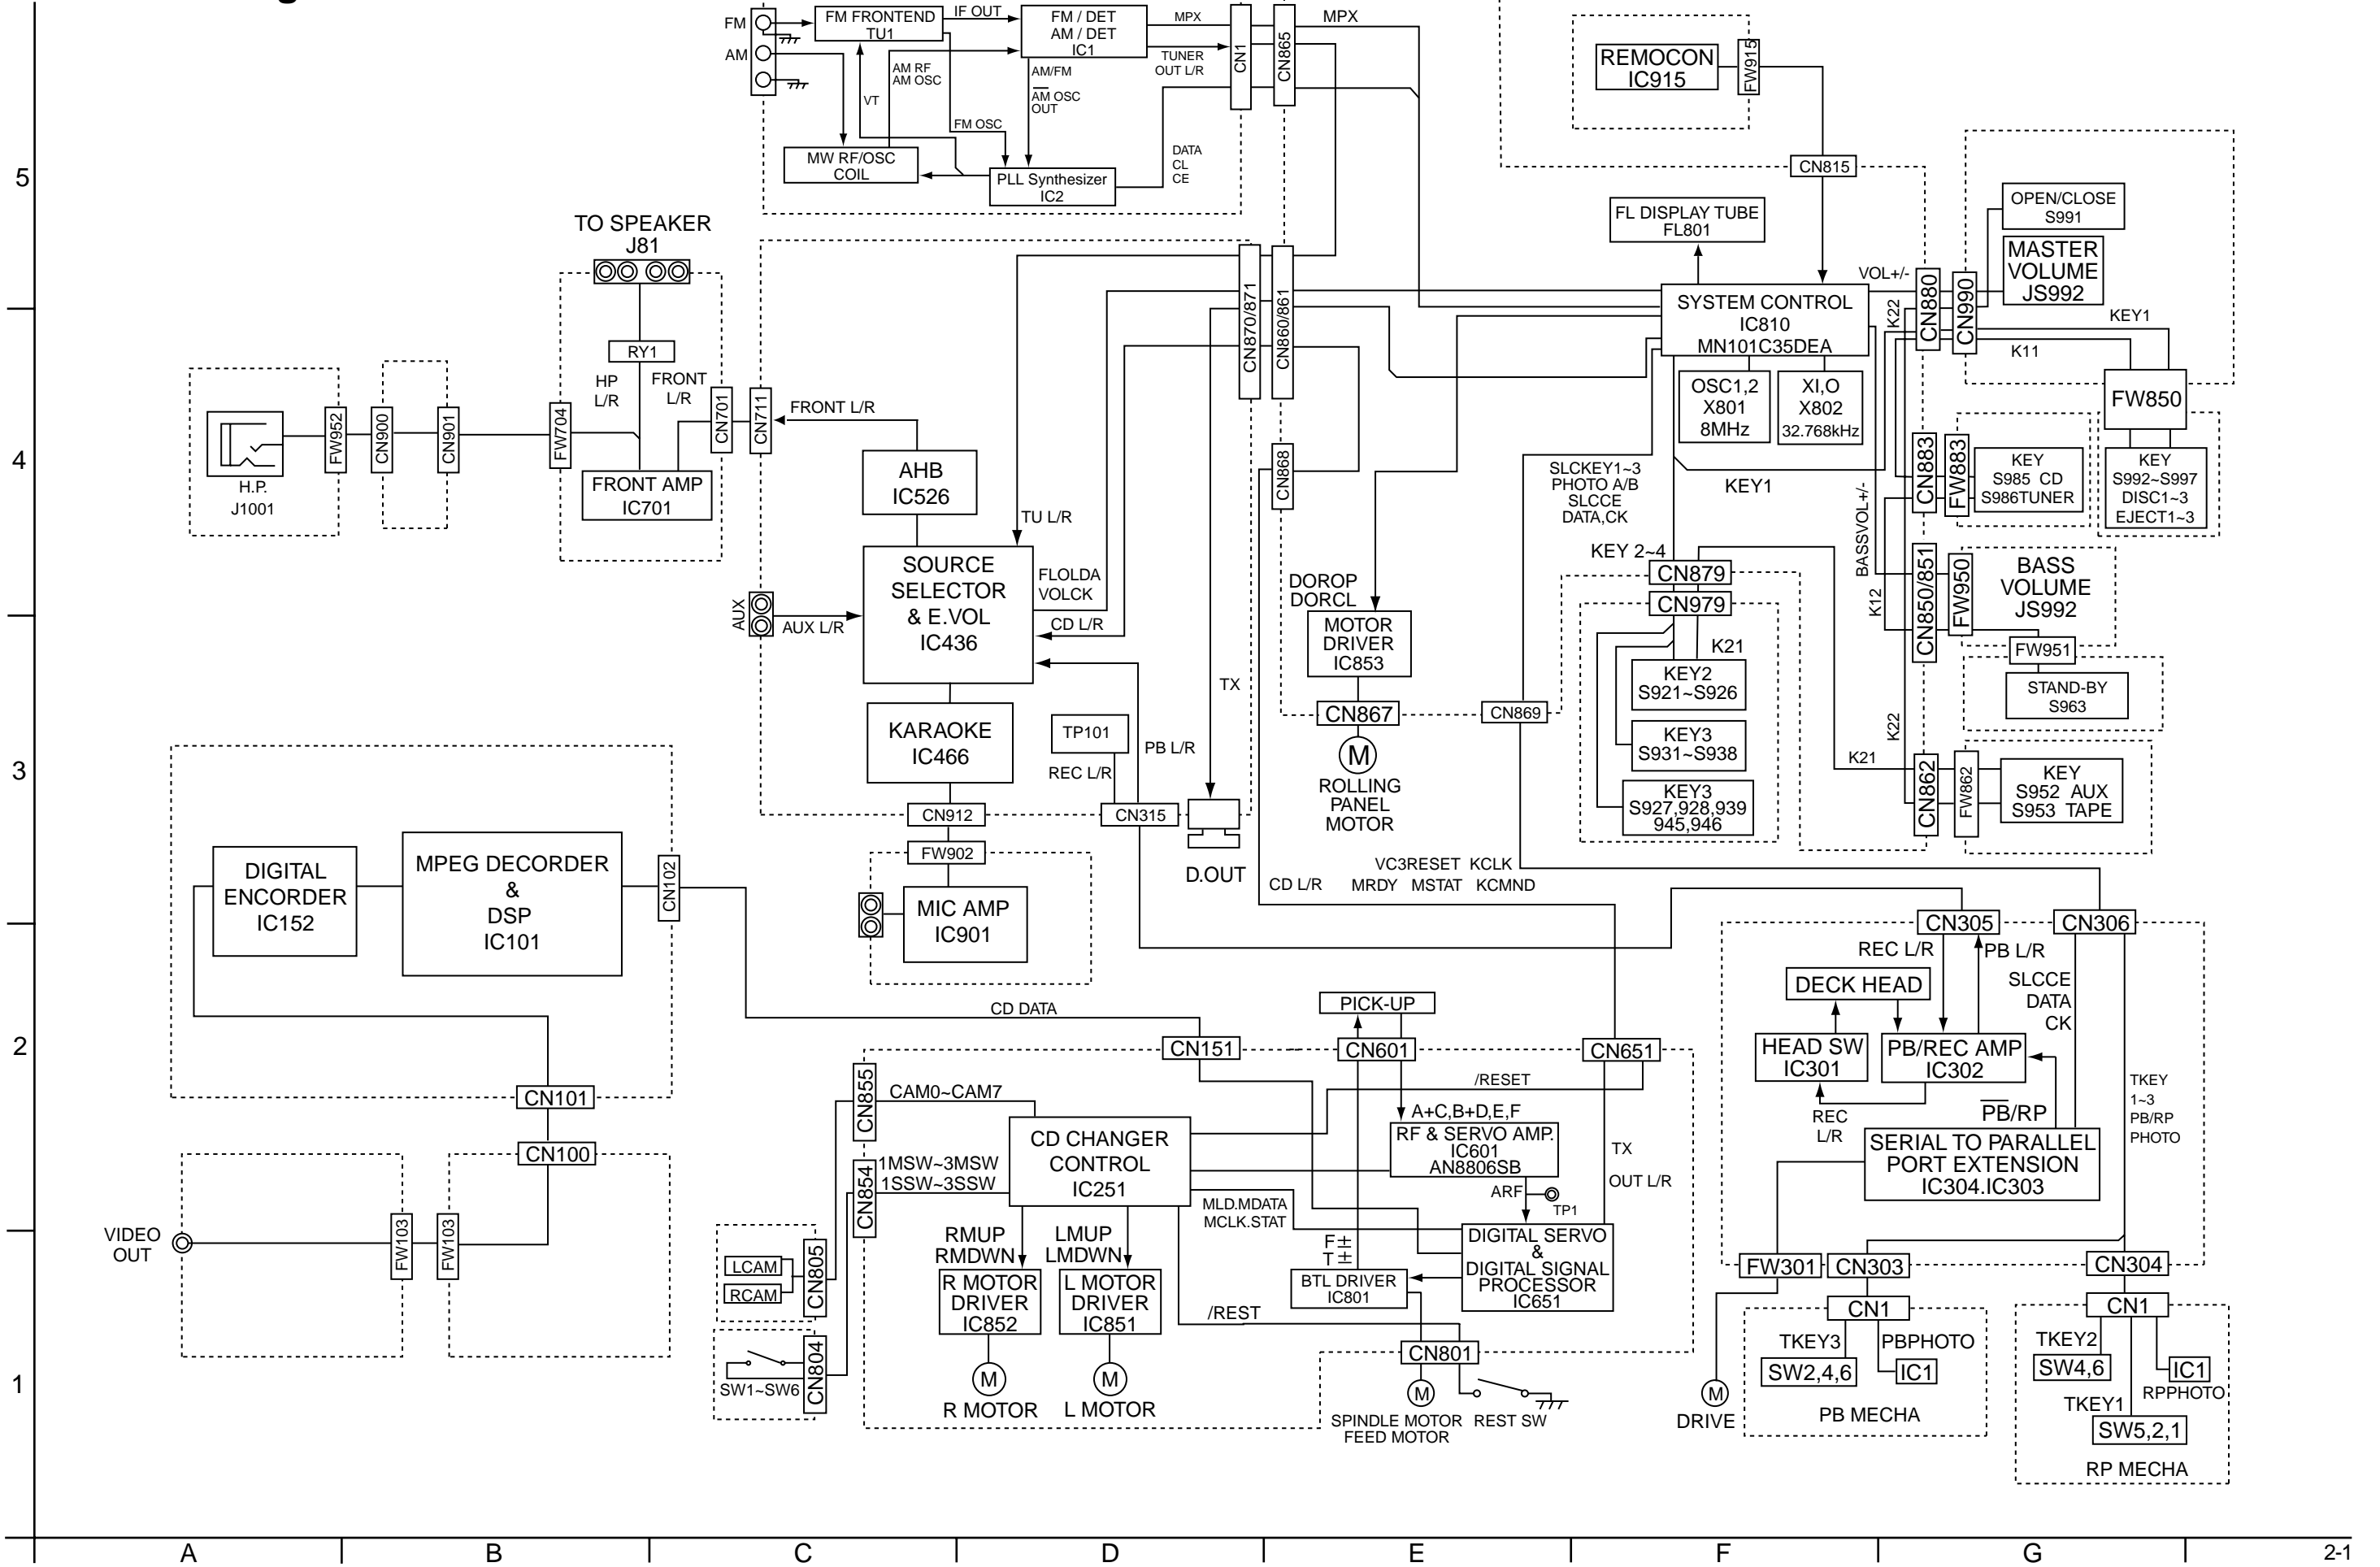 FM
AM
FM FRONTEND
TU1
IF OUT
FM / DET
AM / DET
IC1
MPX
TUNER
OUT L/R
CN1
CN865
MPX
AM RF
AM OSC
VT
AM/FM
AM OSC
OUT
FM OSC
MW RF/OSC
COIL
PLL Synthesizer
IC2
DATA
CL
CE
REMOCON
IC915
FW915
CN815
5
OPEN/CLOSE
S991
MASTER
VOLUME
JS992
FL DISPLAY TUBE
FL801
VOL+/-
CN880
CN990
K22
KEY1
K11
SYSTEM CONTROL
IC810
MN101C35DEA
OSC1,2
X801
8MHz
XI,O
X802
32.768kHz
FW850
TO SPEAKER
J81
RY1
HP
L/R
FRONT
L/R
CN701
CN711
FRONT L/R
CN870/871
CN860/861
CN868
4
FW952
CN900
CN901
FW704
H.P.
J1001
FRONT AMP
IC701
AHB
IC526
TU L/R
SOURCE
SELECTOR
& E.VOL
IC436
FLOLDA
VOLCK
CD L/R
AUX
AUX L/R
SLCKEY1~3
PHOTO A/B
SLCCE
DATA,CK
KEY1
BASSVOL+/-
CN883
FW883
KEY
S985 CD
S986TUNER
KEY
S992~S997
DISC1~3
EJECT1~3
KEY 2~4
CN879
CN979
K12
CN850/851
FW950
BASS
VOLUME
JS992
FW951
STAND-BY
S963
DOROP
DORCL
MOTOR
DRIVER
IC853
CN867
M
ROLLING
PANEL
MOTOR
CN869
K21
KEY2
S921~S926
KEY3
S931~S938
KEY3
S927,928,939
945,946
K21
K22
CN862
FW862
KEY
S952 AUX
S953 TAPE
3
KARAOKE
IC466
TP101
REC L/R
PB L/R
TX
CN912
CN315
D.OUT
FW902
MIC AMP
IC901
DIGITAL
ENCORDER
IC152
MPEG DECORDER
&
DSP
IC101
CN102
CD L/R
VC3RESET KCLK
MRDY MSTAT KCMND
CN305
CN306
REC L/R
PB L/R
DECK HEAD
SLCCE
DATA
CK
HEAD SW
IC301
PB/REC AMP
IC302
REC
L/R
PB/RP
TKEY
1~3
PB/RP
PHOTO
SERIAL TO PARALLEL
PORT EXTENSION
IC304.IC303
2
CD DATA
PICK-UP
CN151
CN601
CN651
CN101
CN100
CN855
CAM0~CAM7
CN854
1MSW~3MSW
1SSW~3SSW
CD CHANGER
CONTROL
IC251
/RESET
A+C,B+D,E,F
RF & SERVO AMP.
IC601
AN8806SB
TX
OUT L/R
ARF
TP1
MLD.MDATA
MCLK.STAT
VIDEO
OUT
FW103
FW103
LCAM
RCAM
CN805
SW1~SW6
CN804
RMUP
RMDWN
LMUP
LMDWN
R MOTOR
DRIVER
IC852
L MOTOR
DRIVER
IC851
M
R MOTOR
M
L MOTOR
F ±±
T ±±
BTL DRIVER
IC801
DIGITAL SERVO
&
DIGITAL SIGNAL
PROCESSOR
IC651
/REST
CN801
M
SPINDLE MOTOR
FEED MOTOR
REST SW
FW301
CN303
CN304
CN1
CN1
M
DRIVE
TKEY3
PBPHOTO
SW2,4,6
IC1
PB MECHA
TKEY2
SW4,6
IC1
RPPHOTO
TKEY1
SW5,2,1
RP MECHA
1
A
B
C
D
E
F
G
2-1